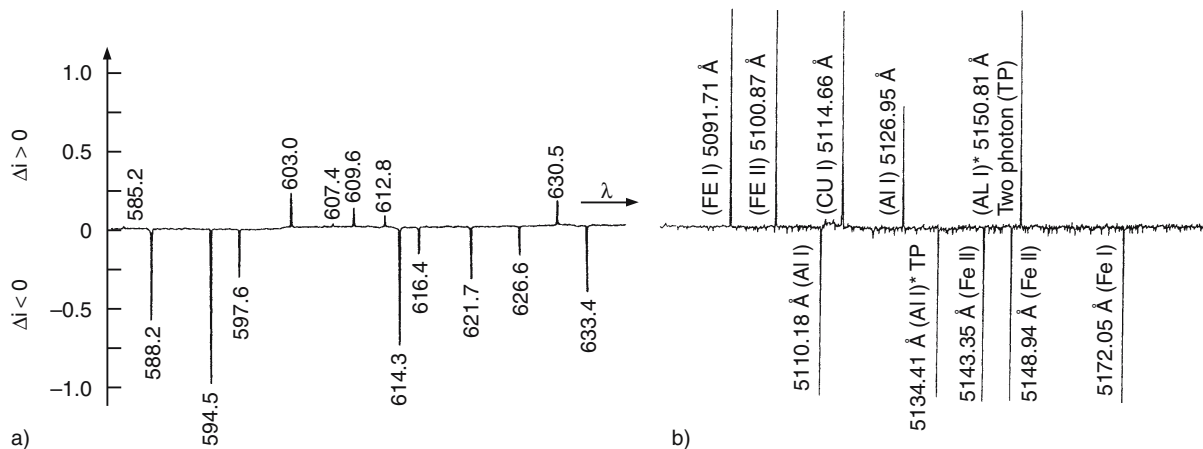 1.0
0.5
0
−0.5
−1.0
Δi > 0
Δi < 0
585.2
603.0
607.4
609.6
612.8
630.5
λ
588.2
594.5
597.6
614.3
616.4
621.7
626.6
633.4
a)
(FE I) 5091.71 Å
(FE II) 5100.87 Å
(CU I) 5114.66 Å
(Al I) 5126.95 Å
(AL I)* 5150.81 Å
Two photon (TP)
5110.18 Å (Al I)
5134.41 Å (Al I)* TP
5143.35 Å (Fe II)
5148.94 Å (Fe II)
5172.05 Å (Fe I)
b)